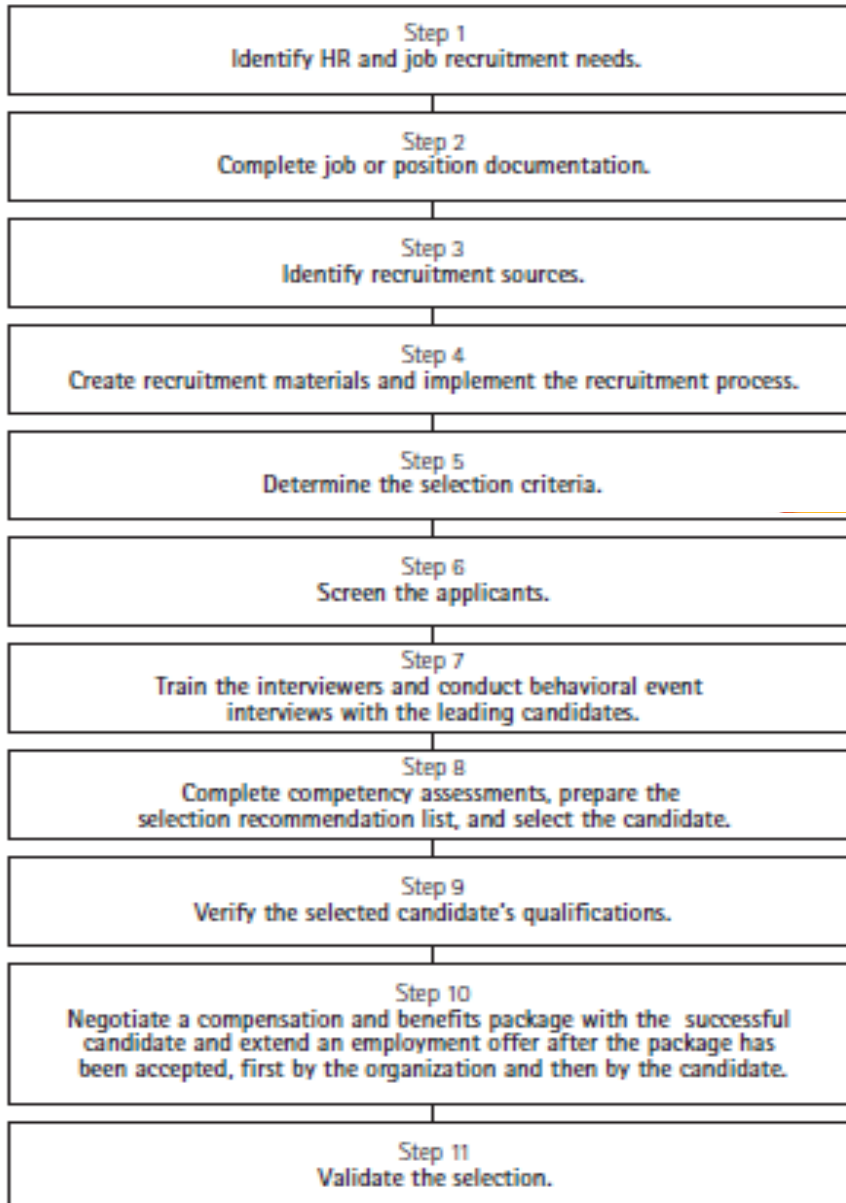 Step 1
Identify HR and job recruitment needs.
Step 2
Complete job or position documentation.
Step 3
Identify recruitment sources.
Step 4
Create recruitment materials and implement the recruitment process.
Step 5
Determine the selection criteria.
Step 6
Screen the applicants.
Step 7
Train the interviewers and conduct behavioral event
interviews with the leading candidates.
Step 8
Complete competency assessments, prepare the
selection recommendation list, and select the candidate.
Step 9
Verify the selected candidate's qualifications.
Step 10
Negotiate a compensation and benefits package with the successful
candidate and extend an employment offer after the package has
been accepted, first by the organization and then by the candidate.
Step 11
Validate the selection.